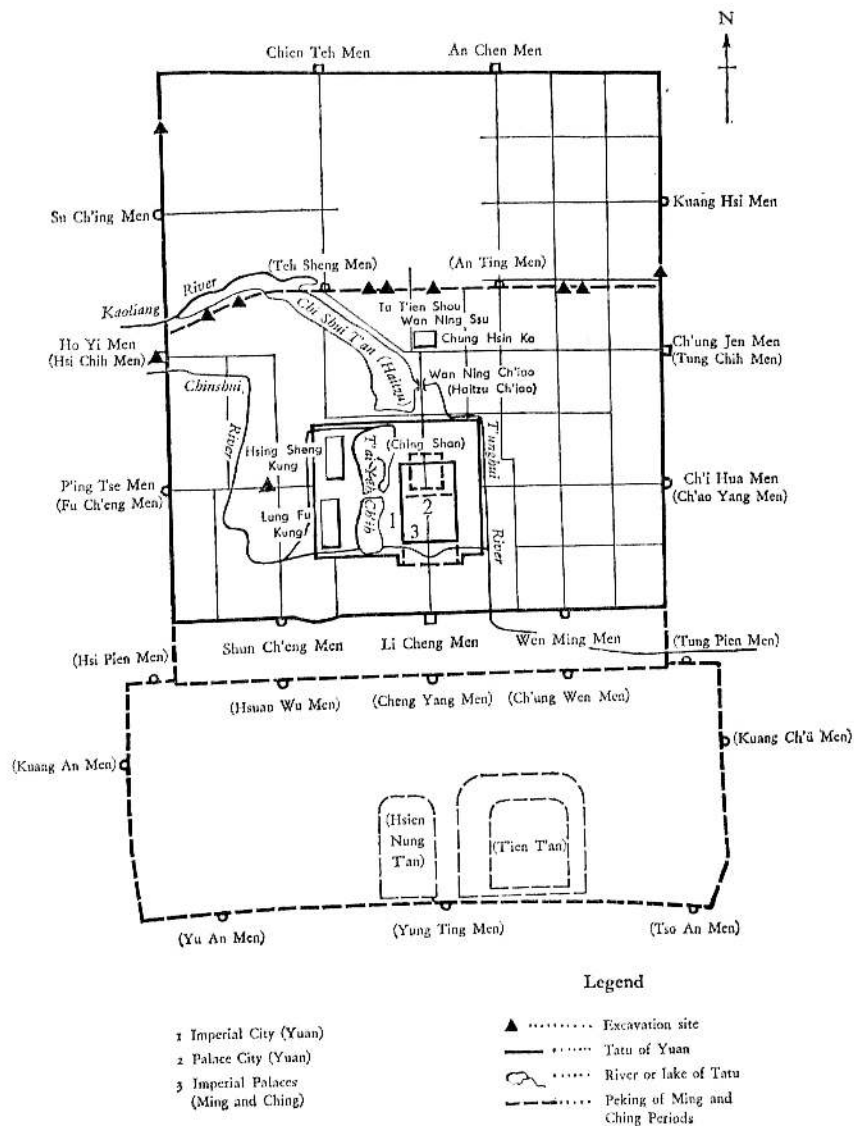 N
Chien Teh Men
An Chen Men
Su Ch'ing Men
Kuang Hsi Men
(Teh Sheng Men)
(An Ting Men)
River
Kaoliang
Chi Shui T'an (Haitzu)
Ta T'ien Shou
Wan Ning Ssu
Chung Hsin Ko
Ho Yi Men
(Hsi Chih Men)
Ch'ung Jen Men
(Tung Chih Men)
Chinshui
River
Wan Ning Ch'iao
(Haitzu Ch'iao)
Hsing Sheng
Kung
T'ai Yeh Ch'ih
(Ching Shan)
T'unghui
River
P'ing Tse Men
(Fu Ch'eng Men)
Ch'i Hua Men
(Ch'ao Yang Men)
Lung Fu
Kung
1
2
3
Shun Ch'eng Men
Li Cheng Men
Wen Ming Men
(Hsi Pien Men)
(Tung Pien Men)
(Hsuan Wu Men)
(Cheng Yang Men)
(Ch'ung Wen Men)
(Kuang An Men)
(Kuang Ch'ü Men)
(Hsien
Nung
T'an)
(T'ien T'an)
(Yu An Men)
(Yung Ting Men)
(Tso An Men)
Legend
1 Imperial City (Yuan)
2 Palace City (Yuan)
3 Imperial Palaces
(Ming and Ching)
Excavation site
Tatu of Yuan
River or lake of Tatu
Peking of Ming and
Ching Periods